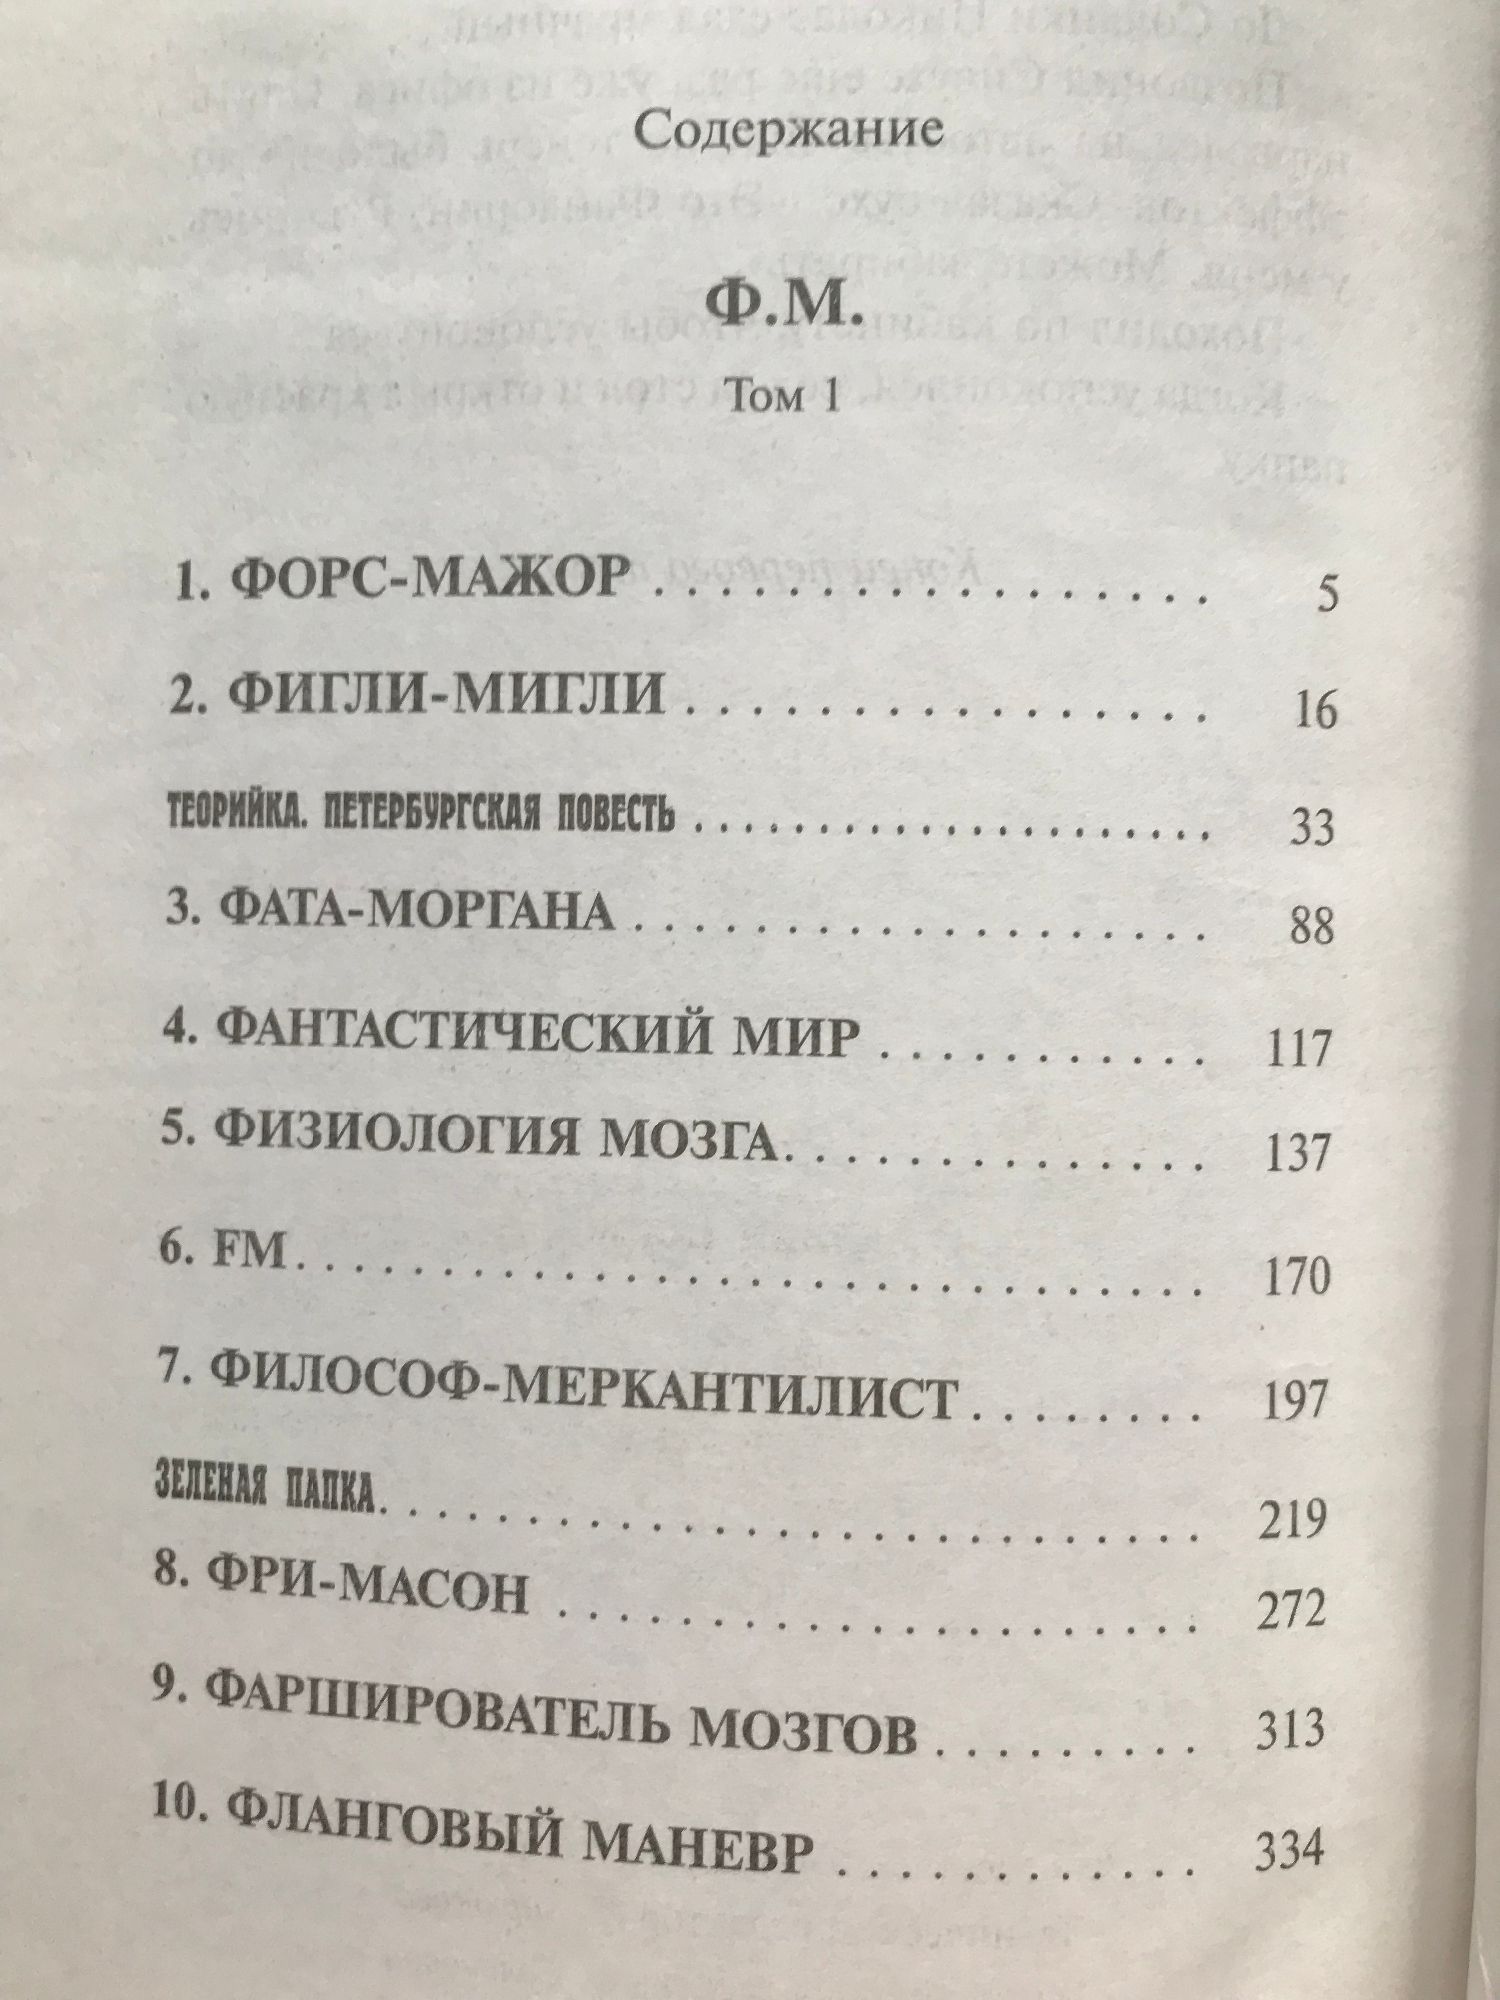 Содержание
Ф.М.
Том 1
1. ФОРС-МАЖОР . . . . . . . . . . . . . . . . . 5
2. ФИГЛИ-МИГЛИ . . . . . . . . . . . . . . . . 16
ТЕОРИЙКА. ПЕТЕРБУРГСКАЯ ПОВЕСТЬ . . . . . . . . . . . . . . . . . . . . . 33
3. ФАТА-МОРГАНА . . . . . . . . . . . . . . . . . . . 88
4. ФАНТАСТИЧЕСКИЙ МИР . . . . . . . . . . . 117
5. ФИЗИОЛОГИЯ МОЗГА. . . . . . . . . . . . . . 137
6. FM. . . . . . . . . . . . . . . . . . . . . . . . . . . . . . 170
7. ФИЛОСОФ-МЕРКАНТИЛИСТ . . . . . . . . 197
ЗЕЛЕНАЯ ПАПКА. . . . . . . . . . . . . . . . . . . . . . . . . . . . 219
8. ФРИ-МАСОН . . . . . . . . . . . . . . . . . . . . . 272
9. ФАРШИРОВАТЕЛЬ МОЗГОВ . . . . . . . . . 313
10. ФЛАНГОВЫЙ МАНЕВР . . . . . . . . . . . . 334